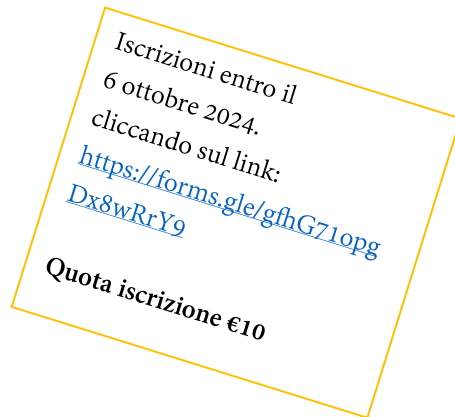 Iscrizioni entro il
6 ottobre 2024.
cliccando sul link:
https://forms.gle/gfhG71opg
Dx8wRrY9
Quota iscrizione €10